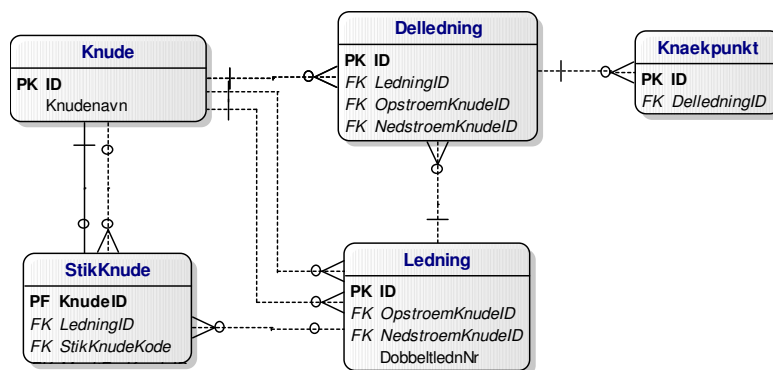 Knude
PK ID
Knudenavn
Delledning
PK ID
FK LedningID
FK OpstroemKnudeID
FK NedstroemKnudeID
Knaekpunkt
PK ID
FK DelledningID
StikKnude
PF KnudeID
FK LedningID
FK StikKnudeKode
Ledning
PK ID
FK OpstroemKnudeID
FK NedstroemKnudeID
DobbeltlednNr